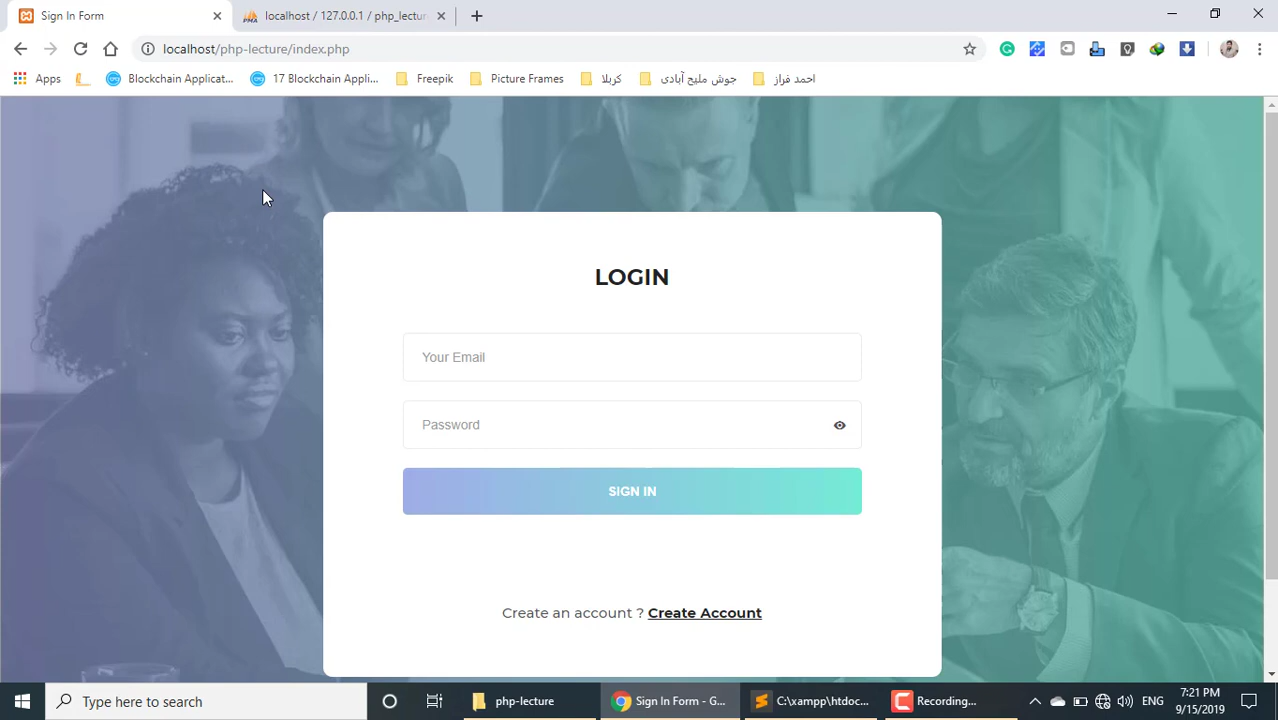 Sign In Form
localhost / 127.0.0.1 / php_lectur
localhost/php-lecture/index.php
Apps
Blockchain Applicat...
17 Blockchain Appli...
Freepik
Picture Frames
کربلا
جوش ملیح آبادی
احمد فراز
LOGIN
Your Email
Password
SIGN IN
Create an account ? Create Account
Type here to search
php-lecture
Sign In Form - G...
C:\xampp\htdoc...
Recording...
ENG
7:21 PM
9/15/2019